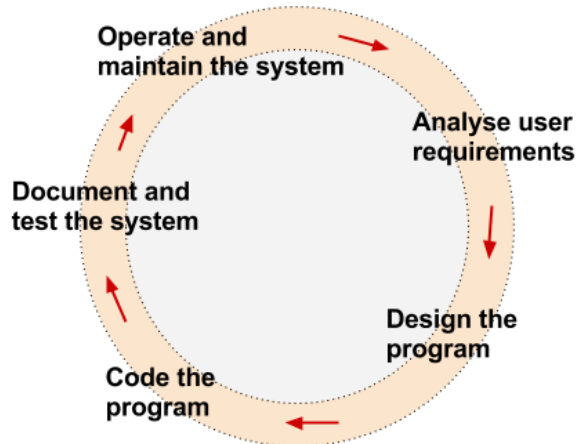 Operate and
maintain the system
Analyse user
requirements
Design the
program
Code the
program
Document and
test the system